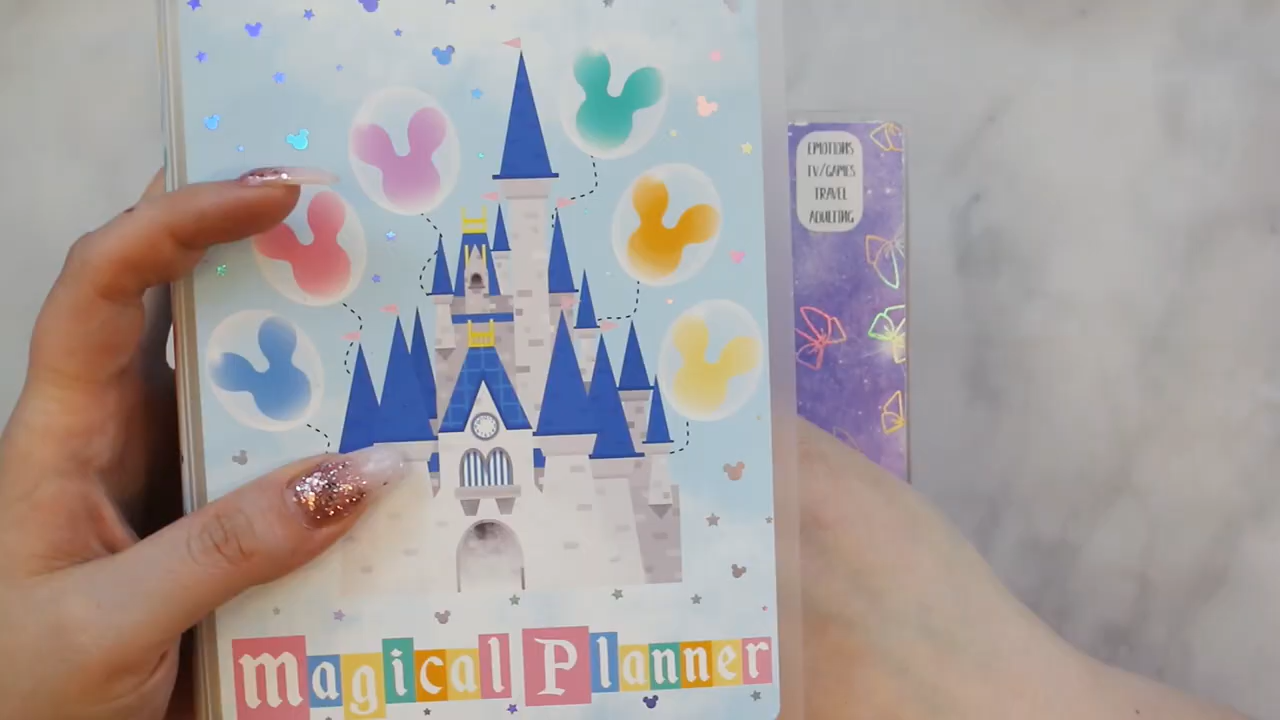 EMOTIONS
TV/GAMES
TRAVEL
ADULTING
Magical Planner